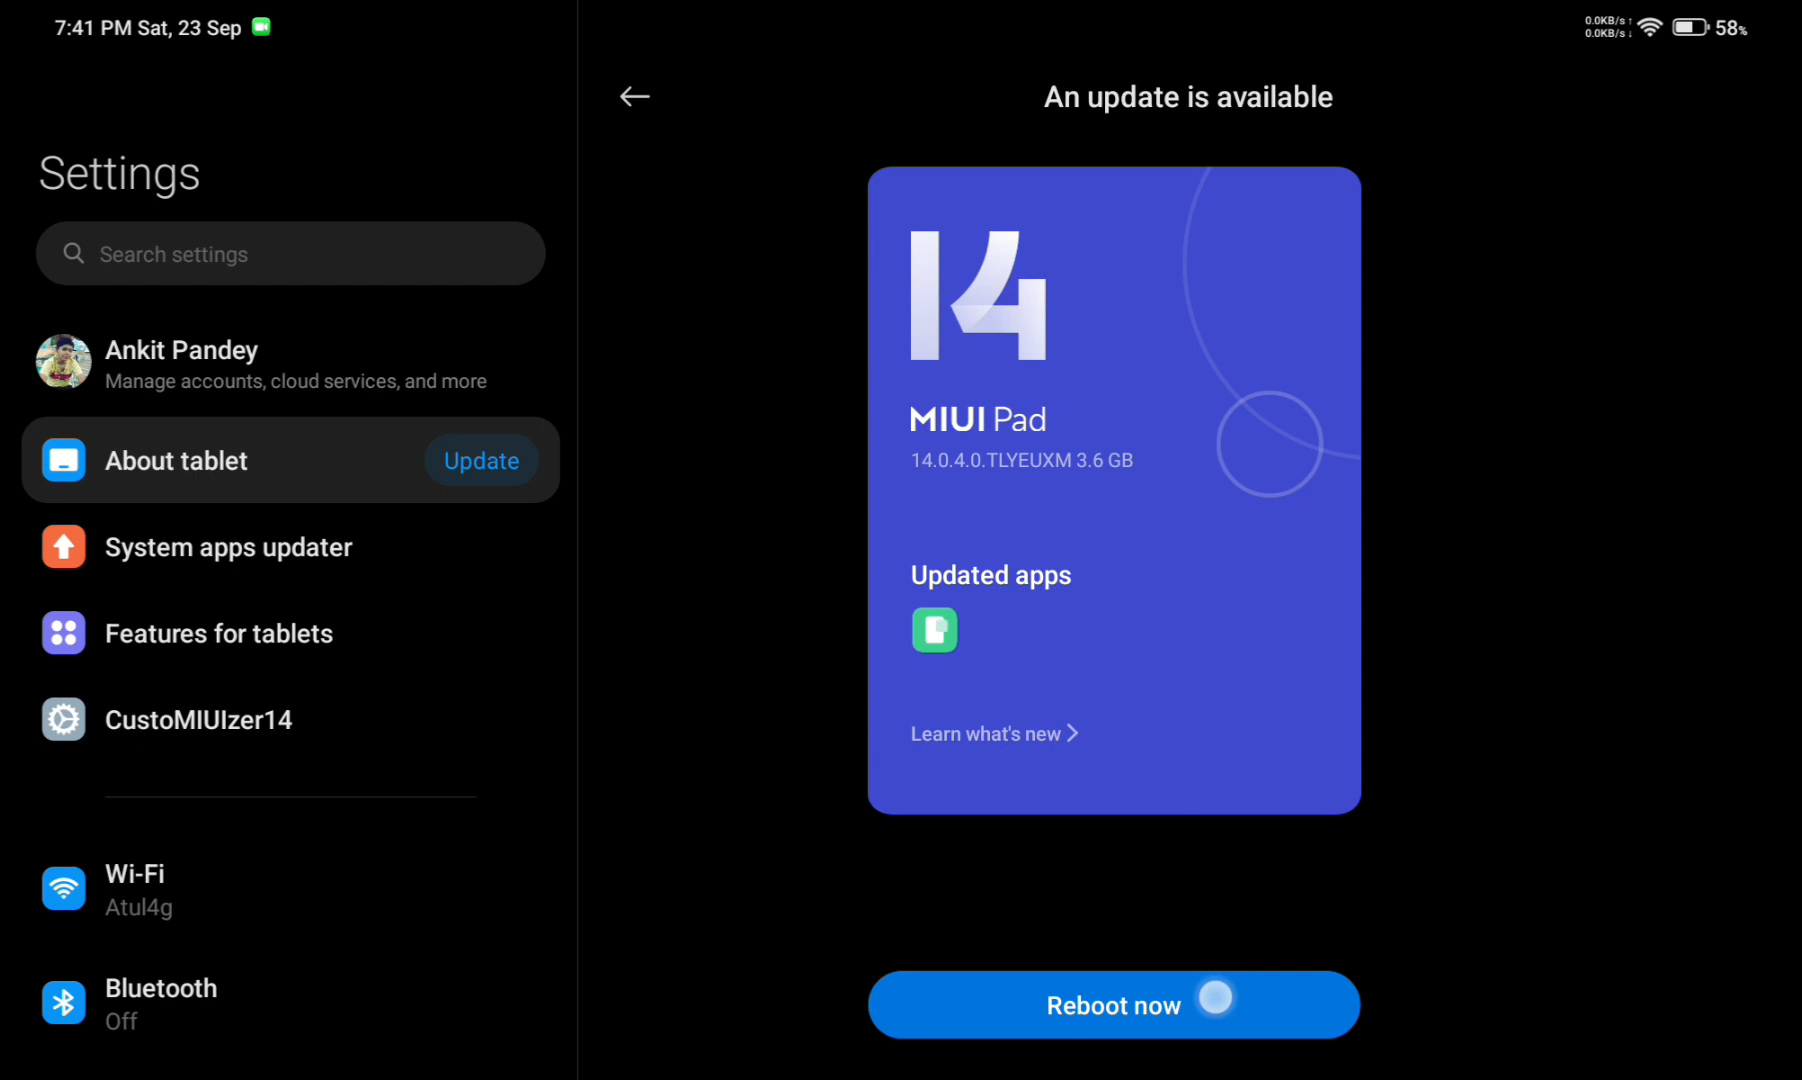 7:41 PM Sat, 23 Sep
0.0KB/s ↑
0.0KB/s ↓
58%
Settings
Search settings
Ankit Pandey
Manage accounts, cloud services, and more
About tablet
Update
System apps updater
Features for tablets
CustoMIUIzer14
Wi-Fi
Atul4g
Bluetooth
Off
An update is available
14
MIUI Pad
14.0.4.0.TLYEUXM 3.6 GB
Updated apps
Learn what's new
Reboot now